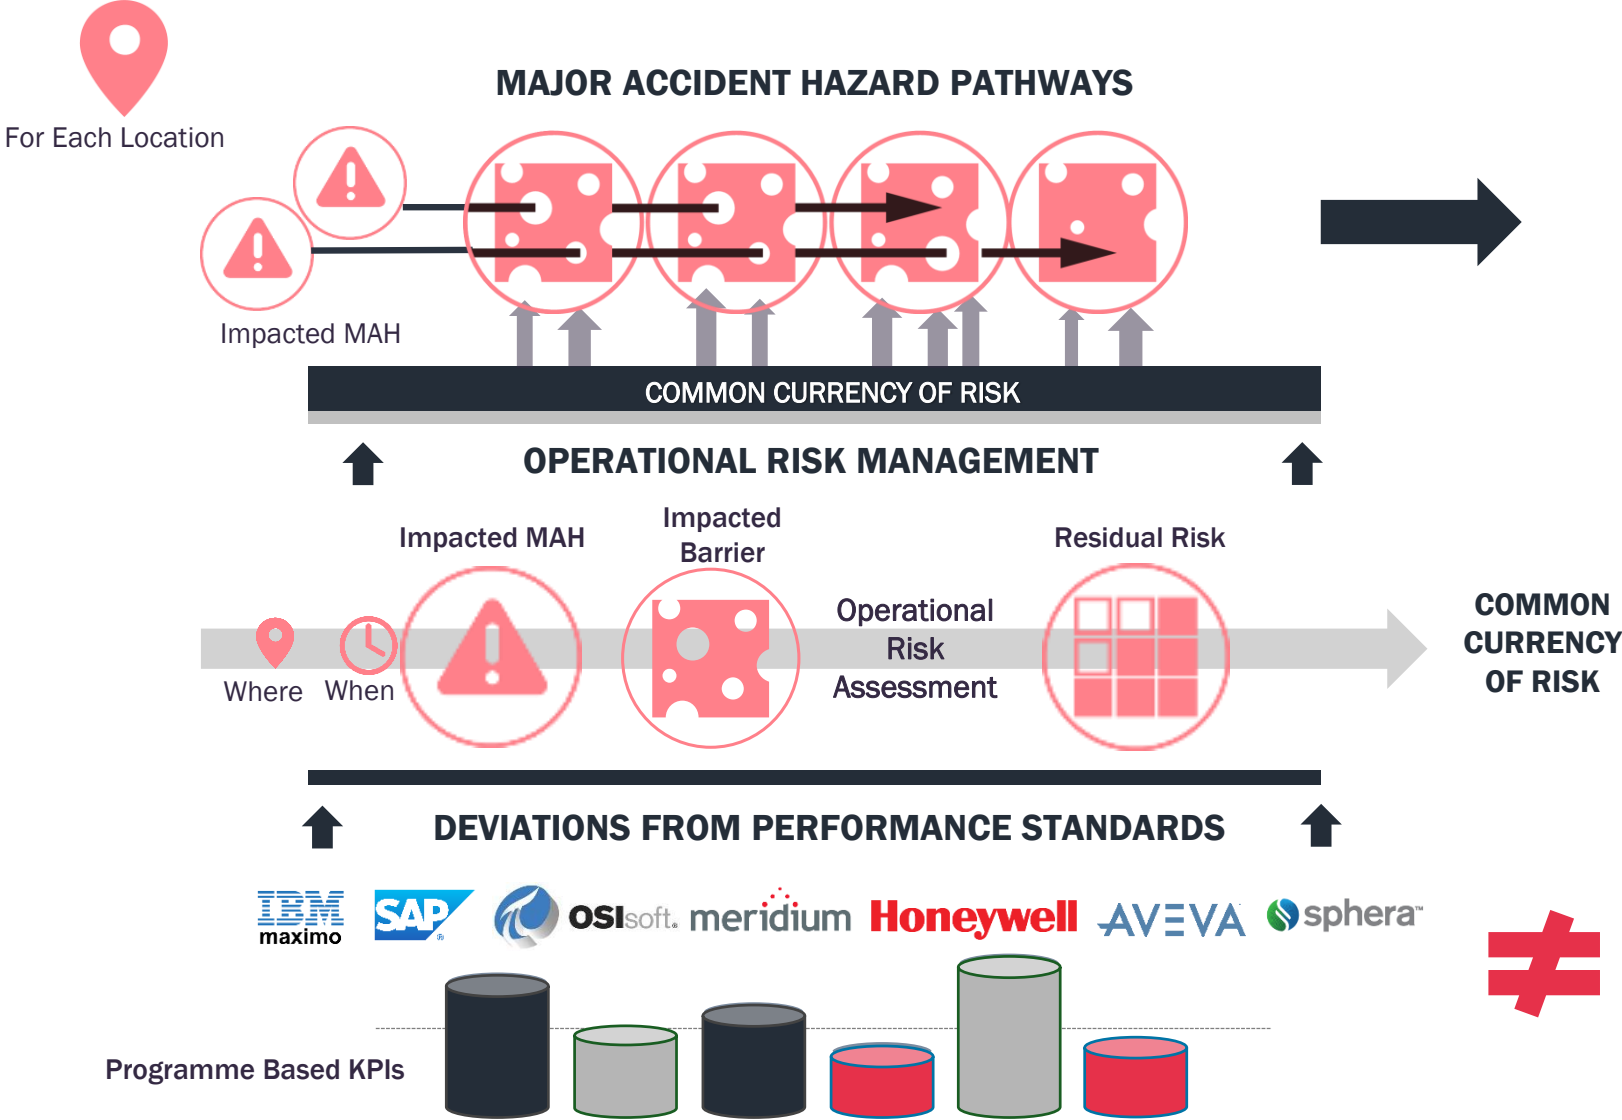 MAJOR ACCIDENT HAZARD PATHWAYS
For Each Location
Impacted MAH
COMMON CURRENCY OF RISK
OPERATIONAL RISK MANAGEMENT
Impacted MAH
Impacted
Barrier
Residual Risk
Operational
Risk
Assessment
Where
When
COMMON
CURRENCY
OF RISK
DEVIATIONS FROM PERFORMANCE STANDARDS
IBM
maximo
SAP
OSIsoft.
meridium
Honeywell
AVEVA
sphera™
Programme Based KPIs